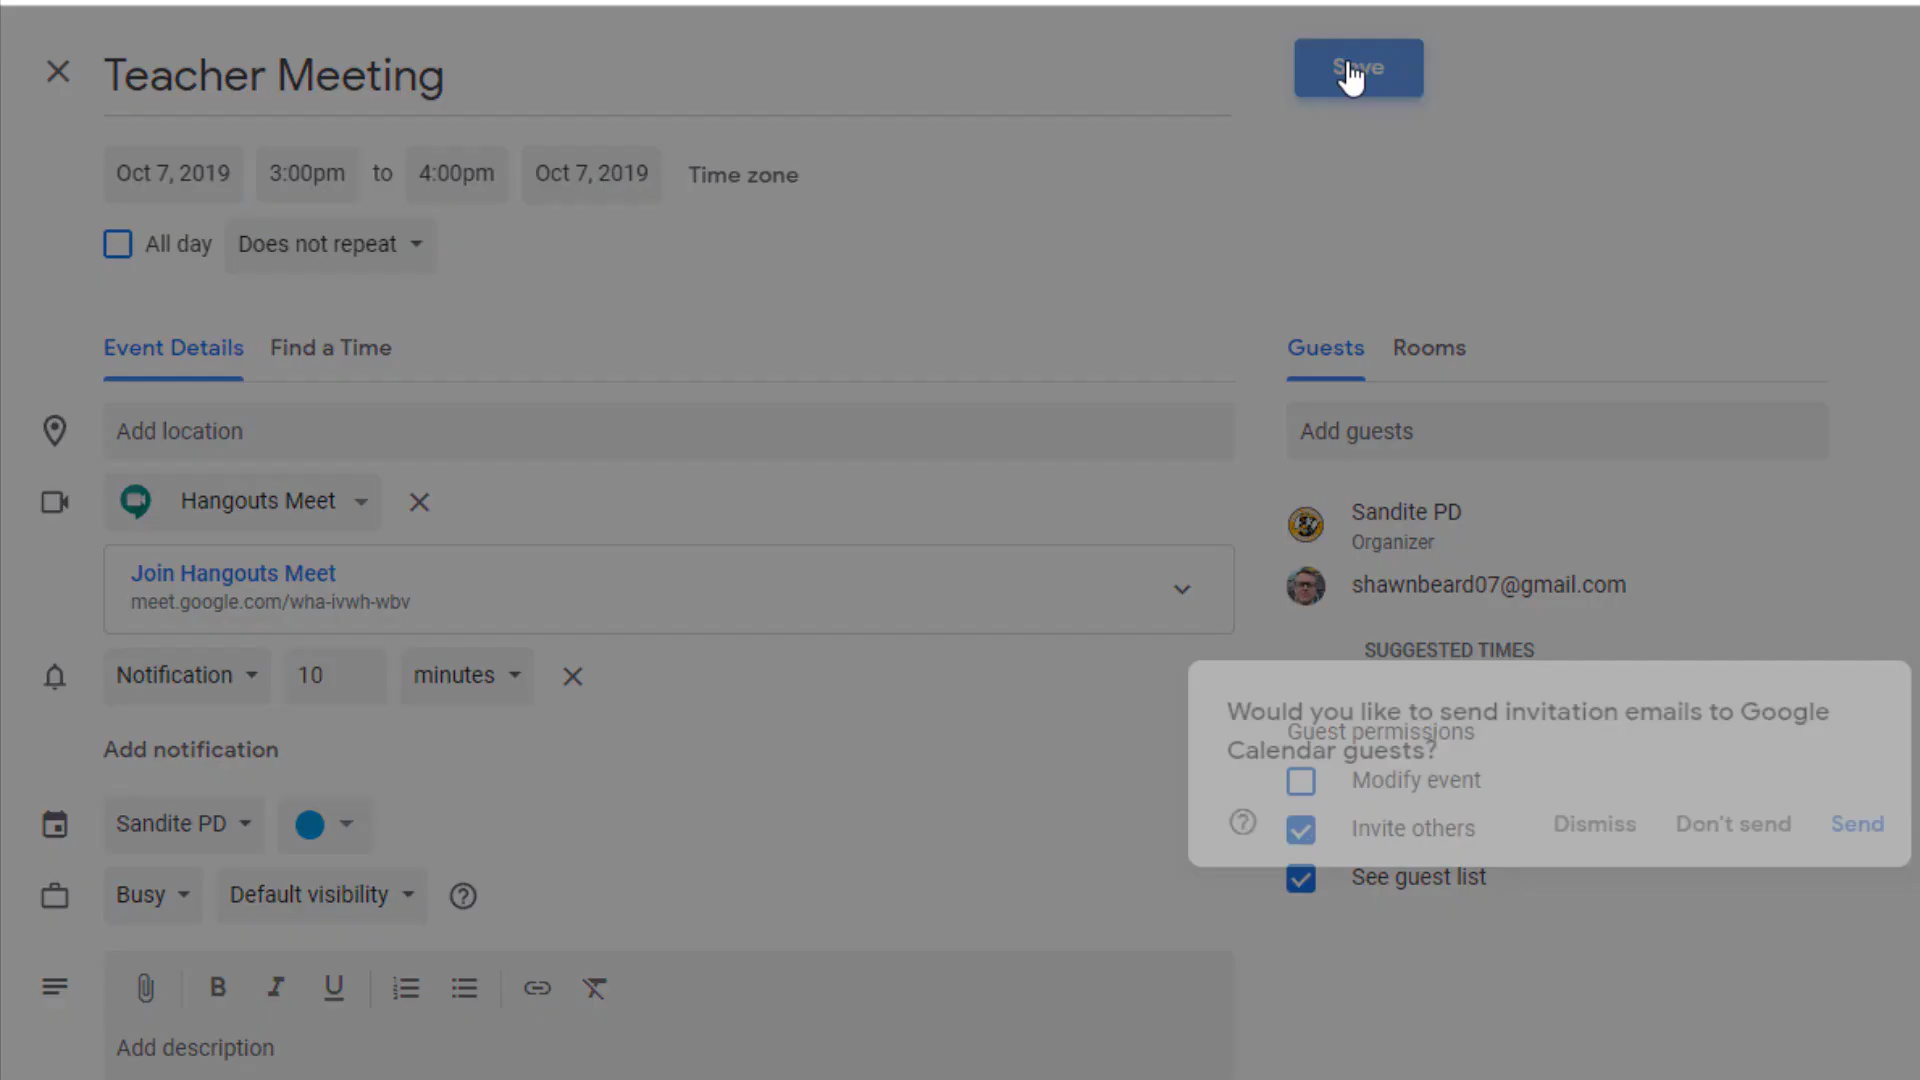 Teacher Meeting
Save
Oct 7, 2019 3:00pm to 4:00pm Oct 7, 2019 Time zone
All day Does not repeat
Event Details Find a Time
Guests Rooms
Add location
Add guests
Hangouts Meet
Join Hangouts Meet
meet.google.com/wha-ivwh-wbv
Sandite PD
Organizer
shawnbeard07@gmail.com
SUGGESTED TIMES
Notification 10 minutes
Add notification
Would you like to send invitation emails to Google
Calendar guests?
Guest permissions
Modify event
Invite others
See guest list
Dismiss Don't send Send
Sandite PD
Busy Default visibility
B I U
Add description